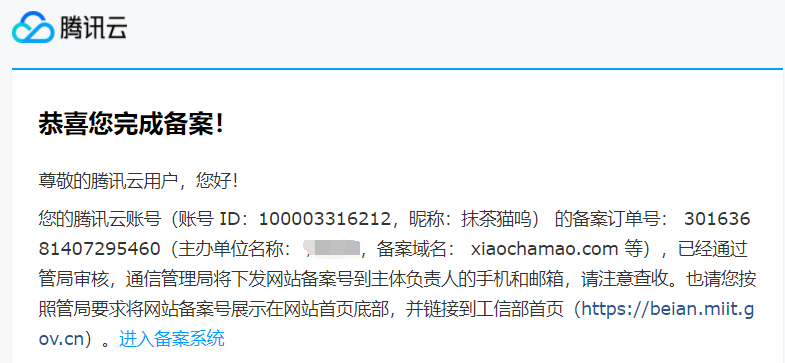 腾讯云
恭喜您完成备案！
尊敬的腾讯云用户，您好！
您的腾讯云账号（账号 ID：100003316212，昵称：抹茶猫呜） 的备案订单号： 301636
81407295460（主办单位名称： ，备案域名： xiaochamao.com 等），已经通过
管局审核，通信管理局将下发网站备案号到主体负责人的手机和邮箱，请注意查收。也请您按
照管局要求将网站备案号展示在网站首页底部，并链接到工信部首页（https://beian.miit.g
ov.cn）。进入备案系统